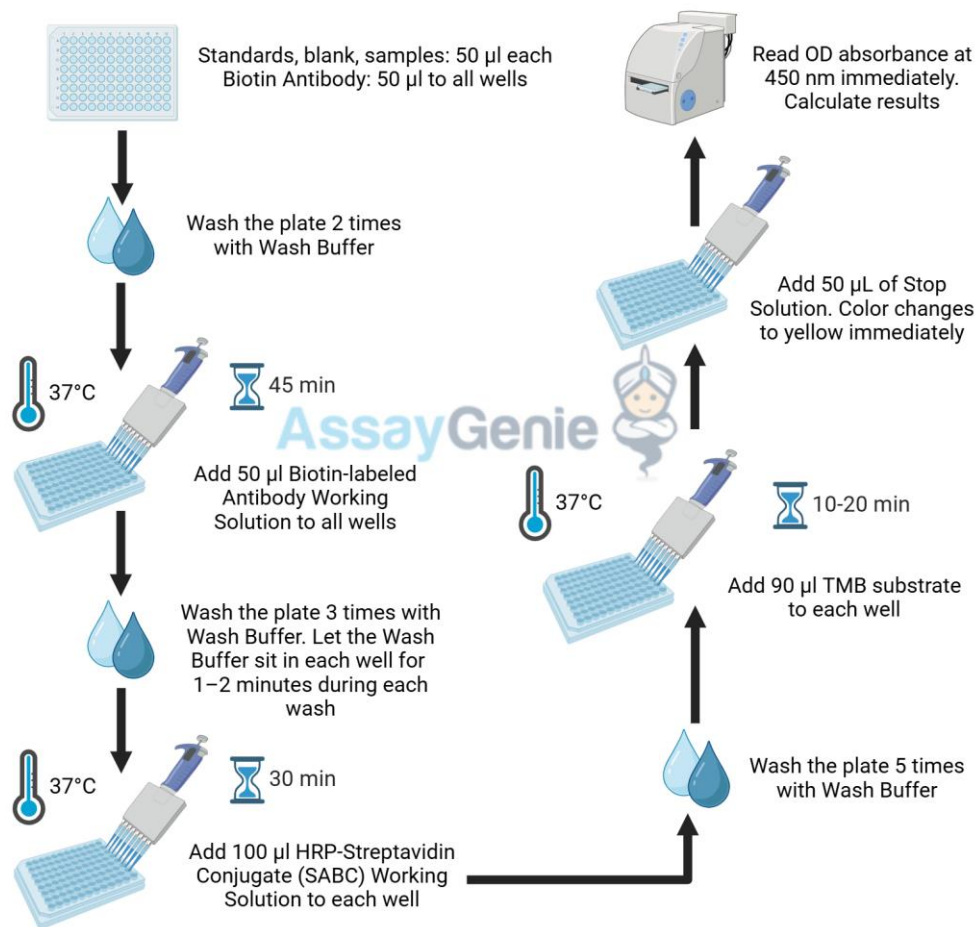 Standards, blank, samples: 50 µl each
Biotin Antibody: 50 µl to all wells
Wash the plate 2 times
with Wash Buffer
37°C
45 min
Add 50 µl Biotin-labeled
Antibody Working
Solution to all wells
Wash the plate 3 times with
Wash Buffer. Let the Wash
Buffer sit in each well for
1–2 minutes during each
wash
37°C
30 min
Add 100 µl HRP-Streptavidin
Conjugate (SABC) Working
Solution to each well
Wash the plate 5 times
with Wash Buffer
37°C
10-20 min
Add 90 µl TMB substrate
to each well
Add 50 µL of Stop
Solution. Color changes
to yellow immediately
Read OD absorbance at
450 nm immediately.
Calculate results
AssayGenie